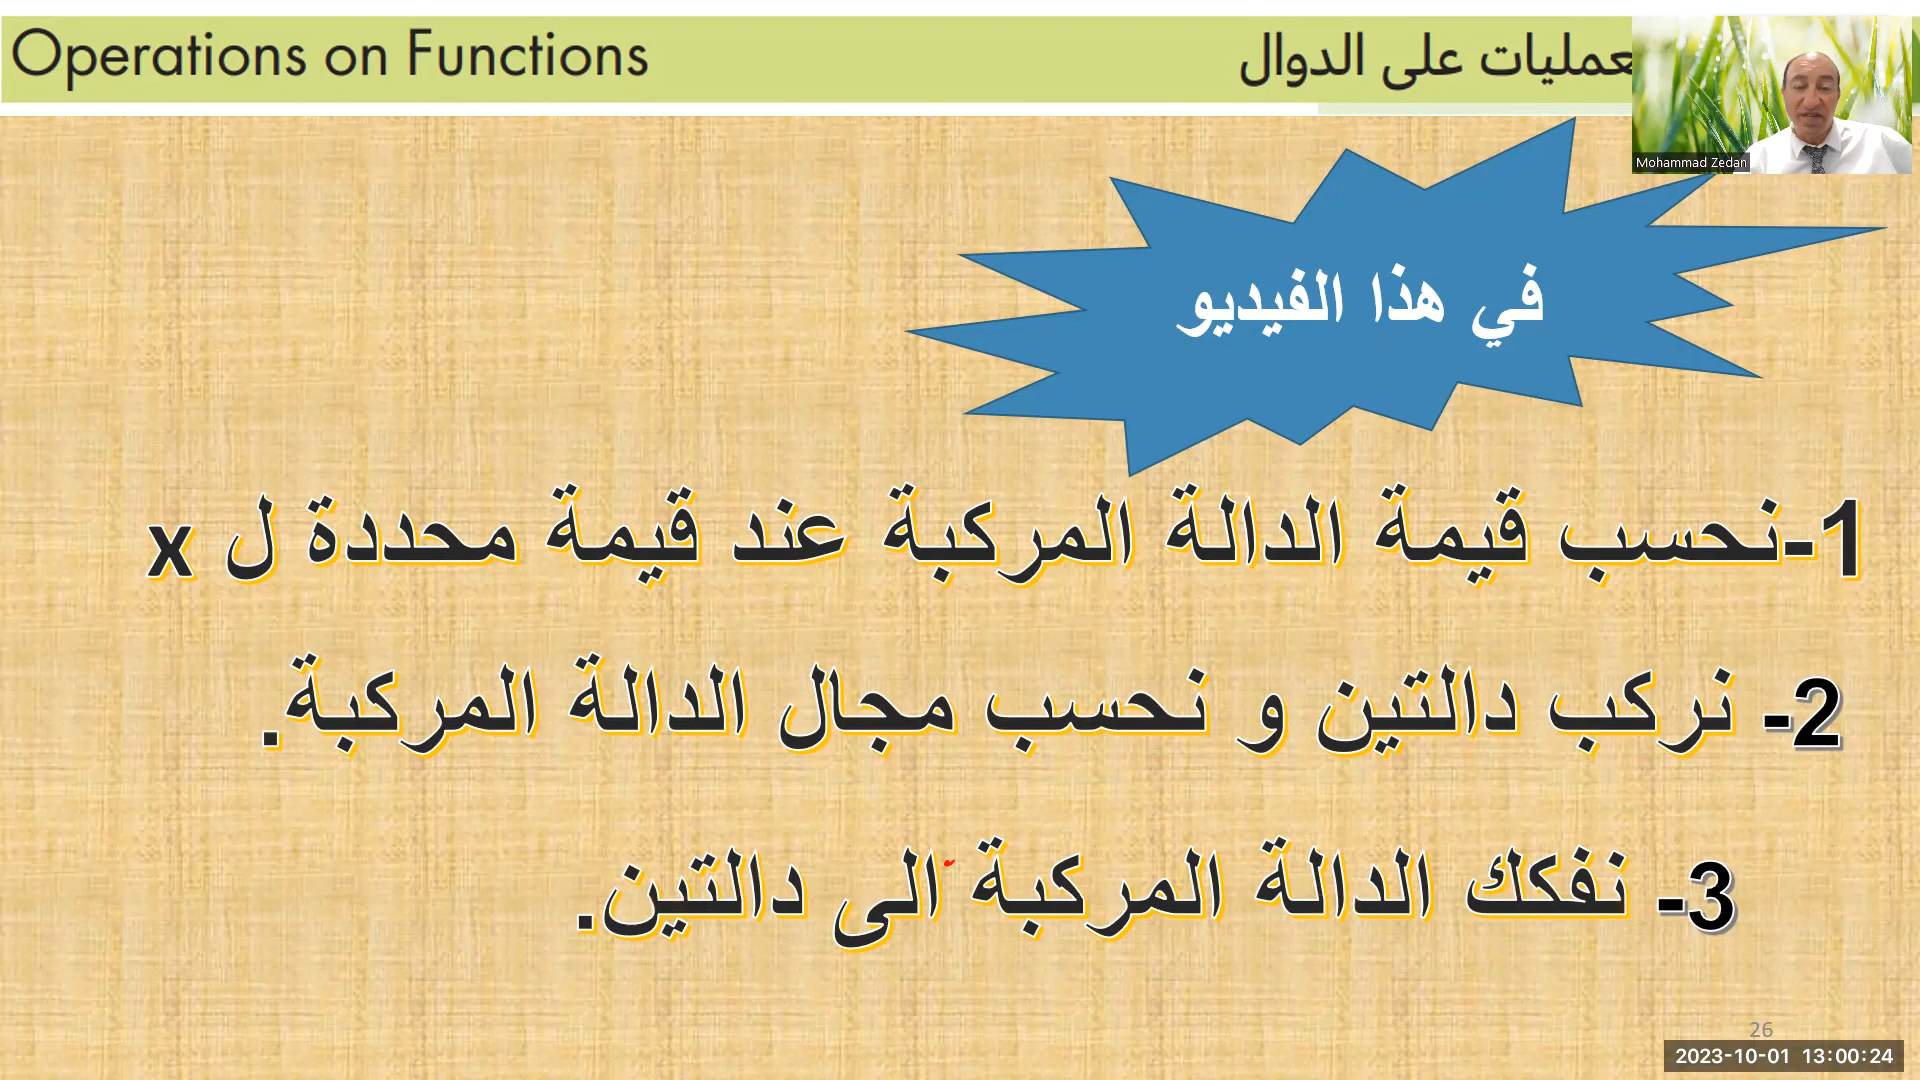 Operations on Functions
عمليات على الدوال
Mohammad Zedan
في هذا الفيديو
1-نحسب قيمة الدالة المركبة عند قيمة محددة ل x
2- نركب دالتين و نحسب مجال الدالة المركبة.
3- نفكك الدالة المركبة الى دالتين.
26
2023-10-01 13:00:24